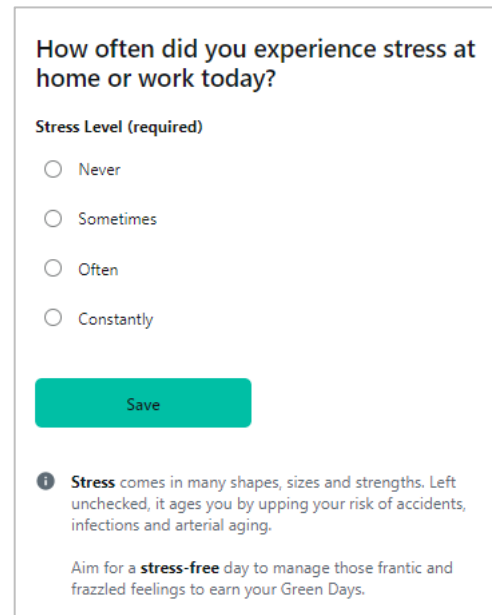 How often did you experience stress at
home or work today?
Stress Level (required)
Never
Sometimes
Often
Constantly
Save
Stress comes in many shapes, sizes and strengths. Left
unchecked, it ages you by upping your risk of accidents,
infections and arterial aging.
Aim for a stress-free day to manage those frantic and
frazzled feelings to earn your Green Days.